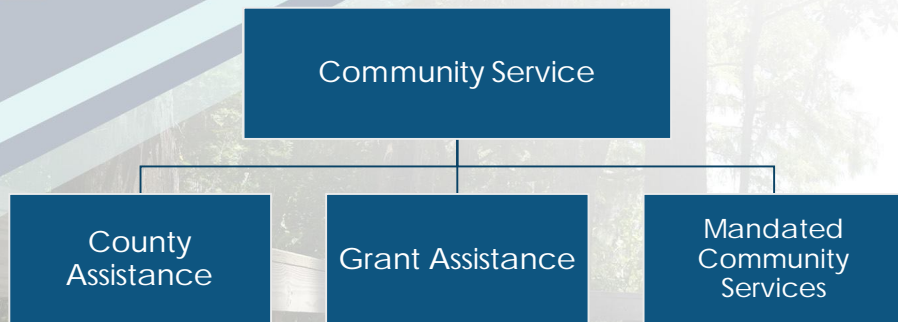 Community Service
County
Assistance
Grant Assistance
Mandated
Community
Services